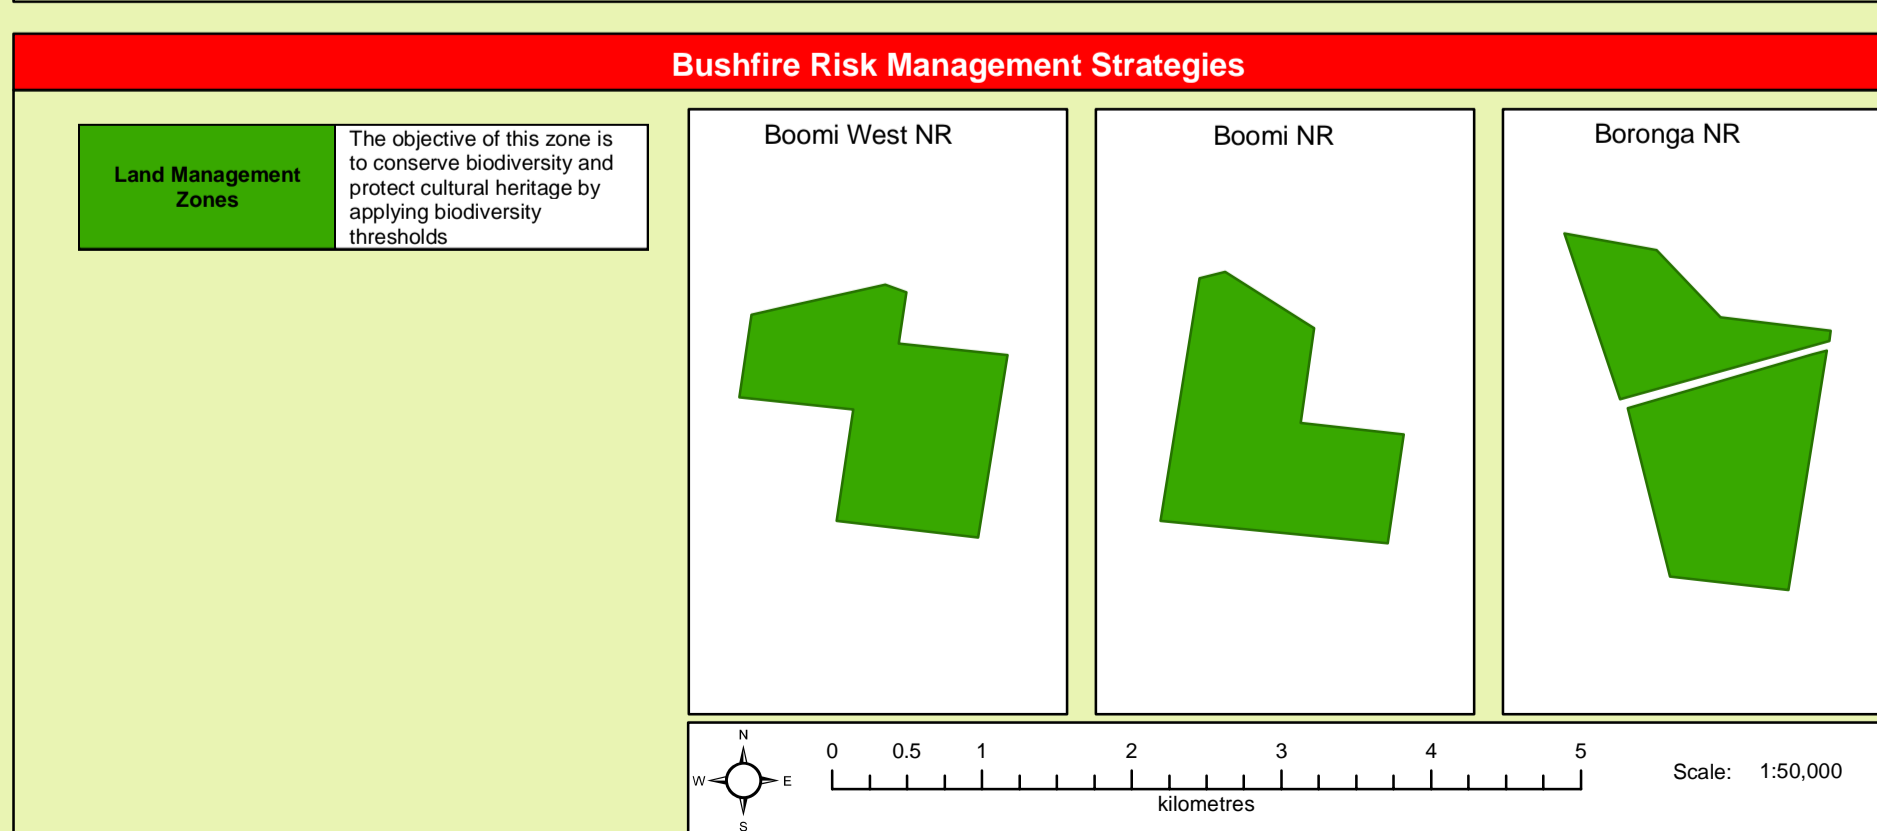 Bushfire Risk Management Strategies
Land Management
Zones
The objective of this zone is
to conserve biodiversity and
protect cultural heritage by
applying biodiversity
thresholds
Boomi West NR
Boomi NR
Boronga NR
N
W E
S
0 0.5 1 2 3 4 5
kilometres
Scale: 1:50,000